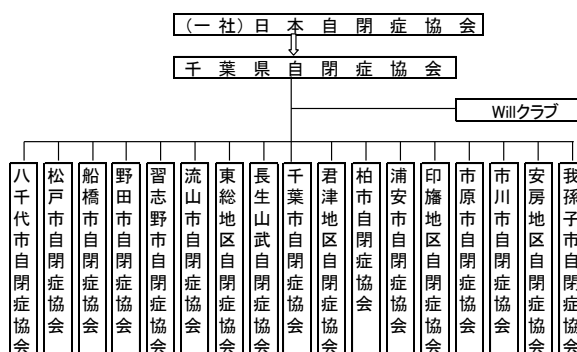 (一社)日本自閉症協会
千葉県自閉症協会
Willクラブ
八千代市自閉症協会
松戸市自閉症協会
船橋市自閉症協会
野田市自閉症協会
習志野市自閉症協会
流山市自閉症協会
東総地区自閉症協会
長生山武自閉症協会
千葉市自閉症協会
君津地区自閉症協会
柏市自閉症協会
浦安市自閉症協会
印旛地区自閉症協会
市原市自閉症協会
市川市自閉症協会
安房地区自閉症協会
我孫子市自閉症協会